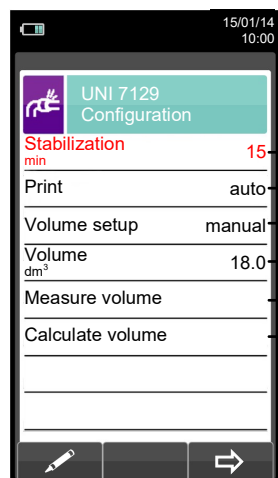 15/01/14
10:00
UNI 7129
Configuration
Stabilization 15
min
Print auto
Volume setup manual
Volume 18.0
dm³
Measure volume
Calculate volume